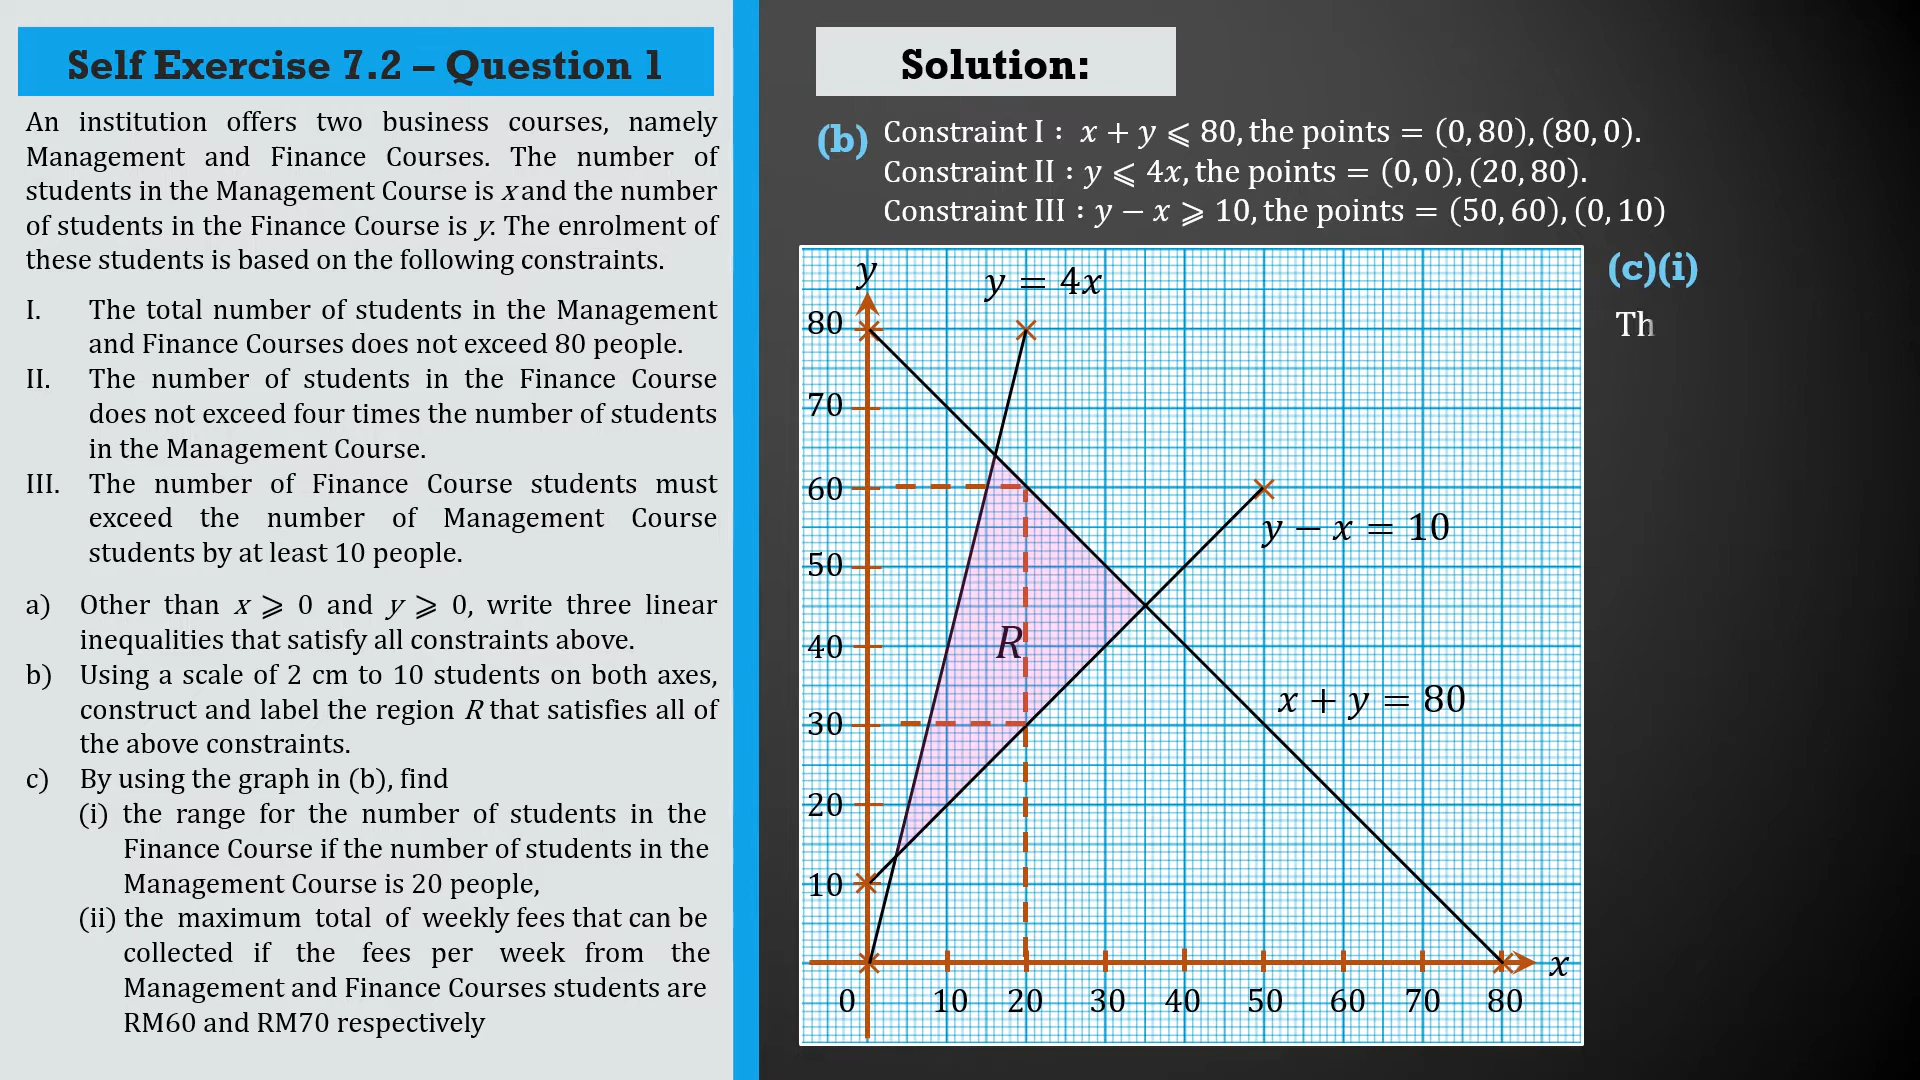 Self Exercise 7.2 – Question 1
An institution offers two business courses, namely
Management and Finance Courses. The number of
students in the Management Course is x and the number
of students in the Finance Course is y. The enrolment of
these students is based on the following constraints.
I. The total number of students in the Management
and Finance Courses does not exceed 80 people.
II. The number of students in the Finance Course
does not exceed four times the number of students
in the Management Course.
III. The number of Finance Course students must
exceed the number of Management Course
students by at least 10 people.
a) Other than x ⩾ 0 and y ⩾ 0, write three linear
inequalities that satisfy all constraints above.
b) Using a scale of 2 cm to 10 students on both axes,
construct and label the region R that satisfies all of
the above constraints.
c) By using the graph in (b), find
(i) the range for the number of students in the
Finance Course if the number of students in the
Management Course is 20 people,
(ii) the maximum total of weekly fees that can be
collected if the fees per week from the
Management and Finance Courses students are
RM60 and RM70 respectively
Solution:
(b) Constraint I : x + y ⩽ 80, the points = (0, 80), (80, 0).
Constraint II : y ⩽ 4x, the points = (0, 0), (20, 80).
Constraint III : y − x ⩾ 10, the points = (50, 60), (0, 10)
y
y = 4x
80
70
60
y − x = 10
50
R
40
x + y = 80
30
20
10
x
0 10 20 30 40 50 60 70 80
(c)(i)
Th